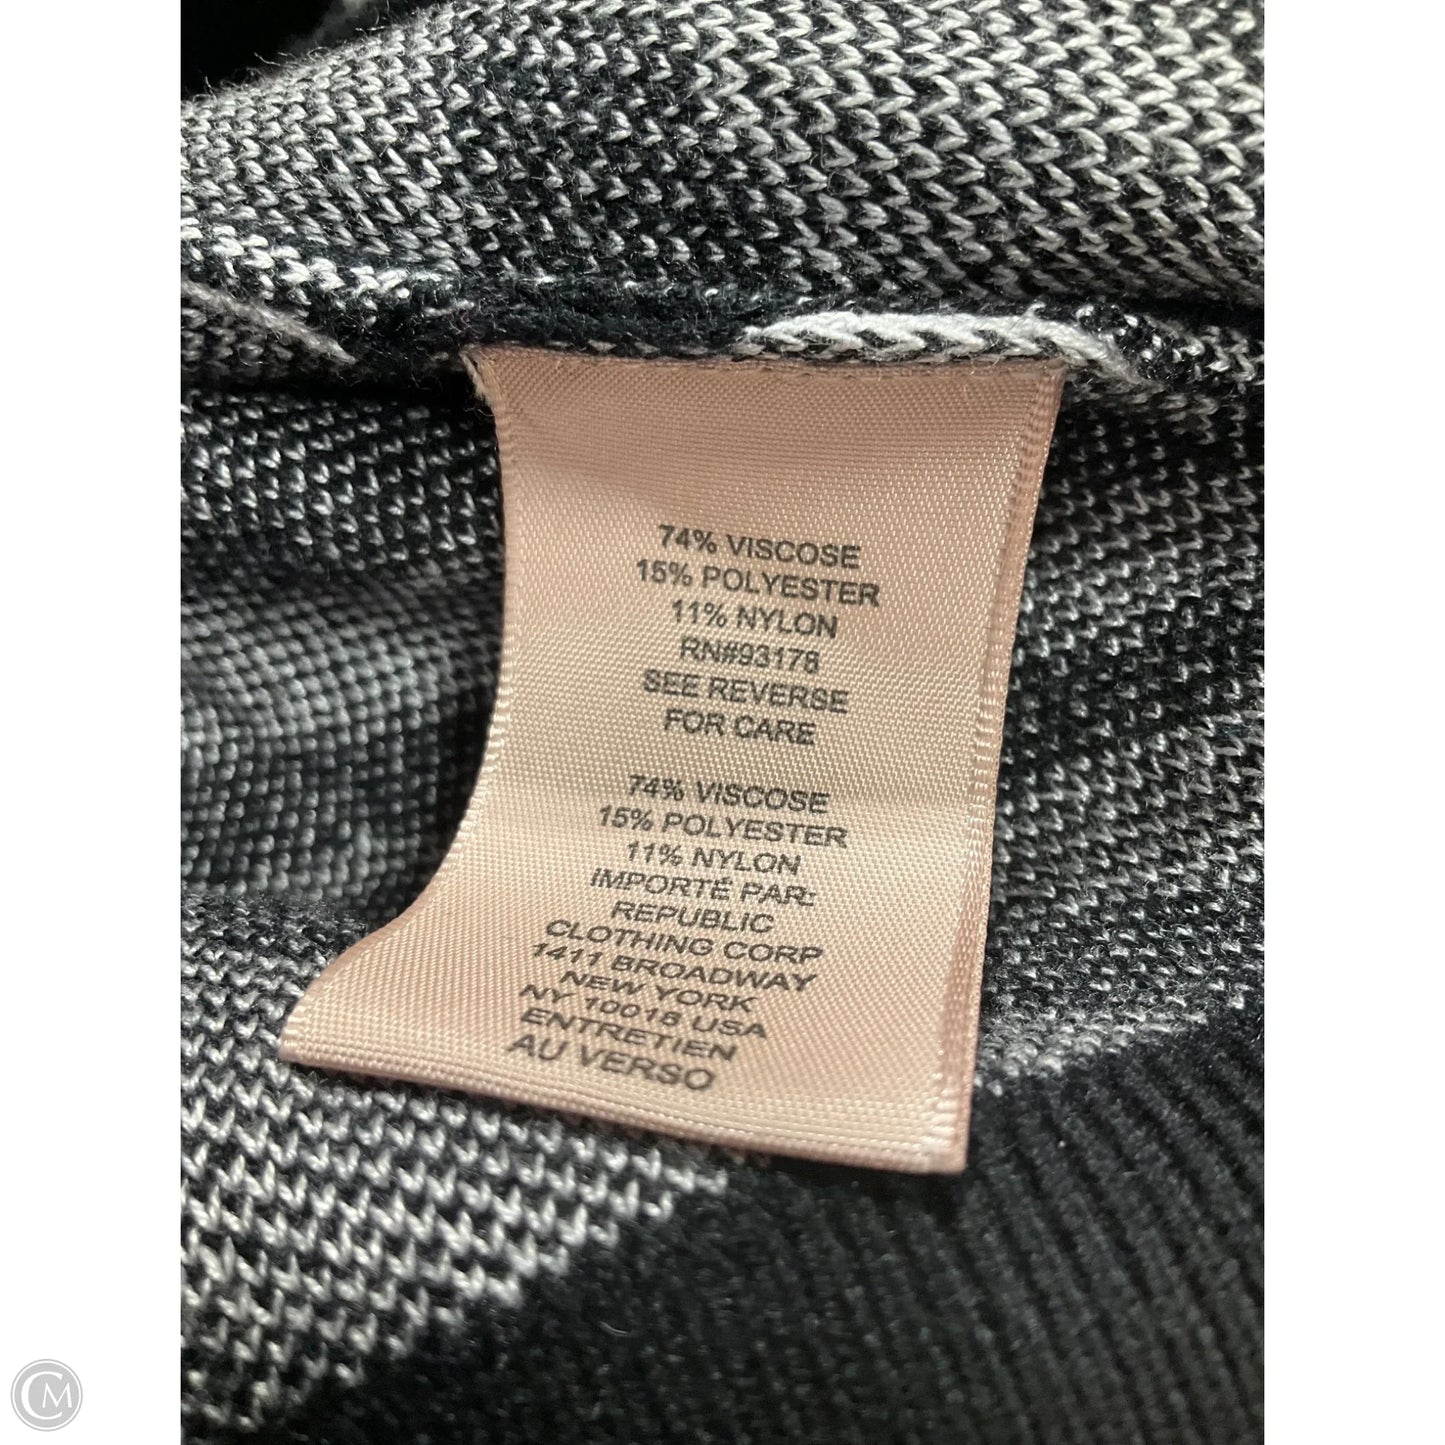 74% VISCOSE
15% POLYESTER
11% NYLON
RN#93178
SEE REVERSE
FOR CARE
74% VISCOSE
15% POLYESTER
11% NYLON
IMPORTÉ PAR:
REPUBLIC
CLOTHING CORP
1411 BROADWAY
NEW YORK
NY 10018 USA
ENTRETIEN
AU VERSO
CM